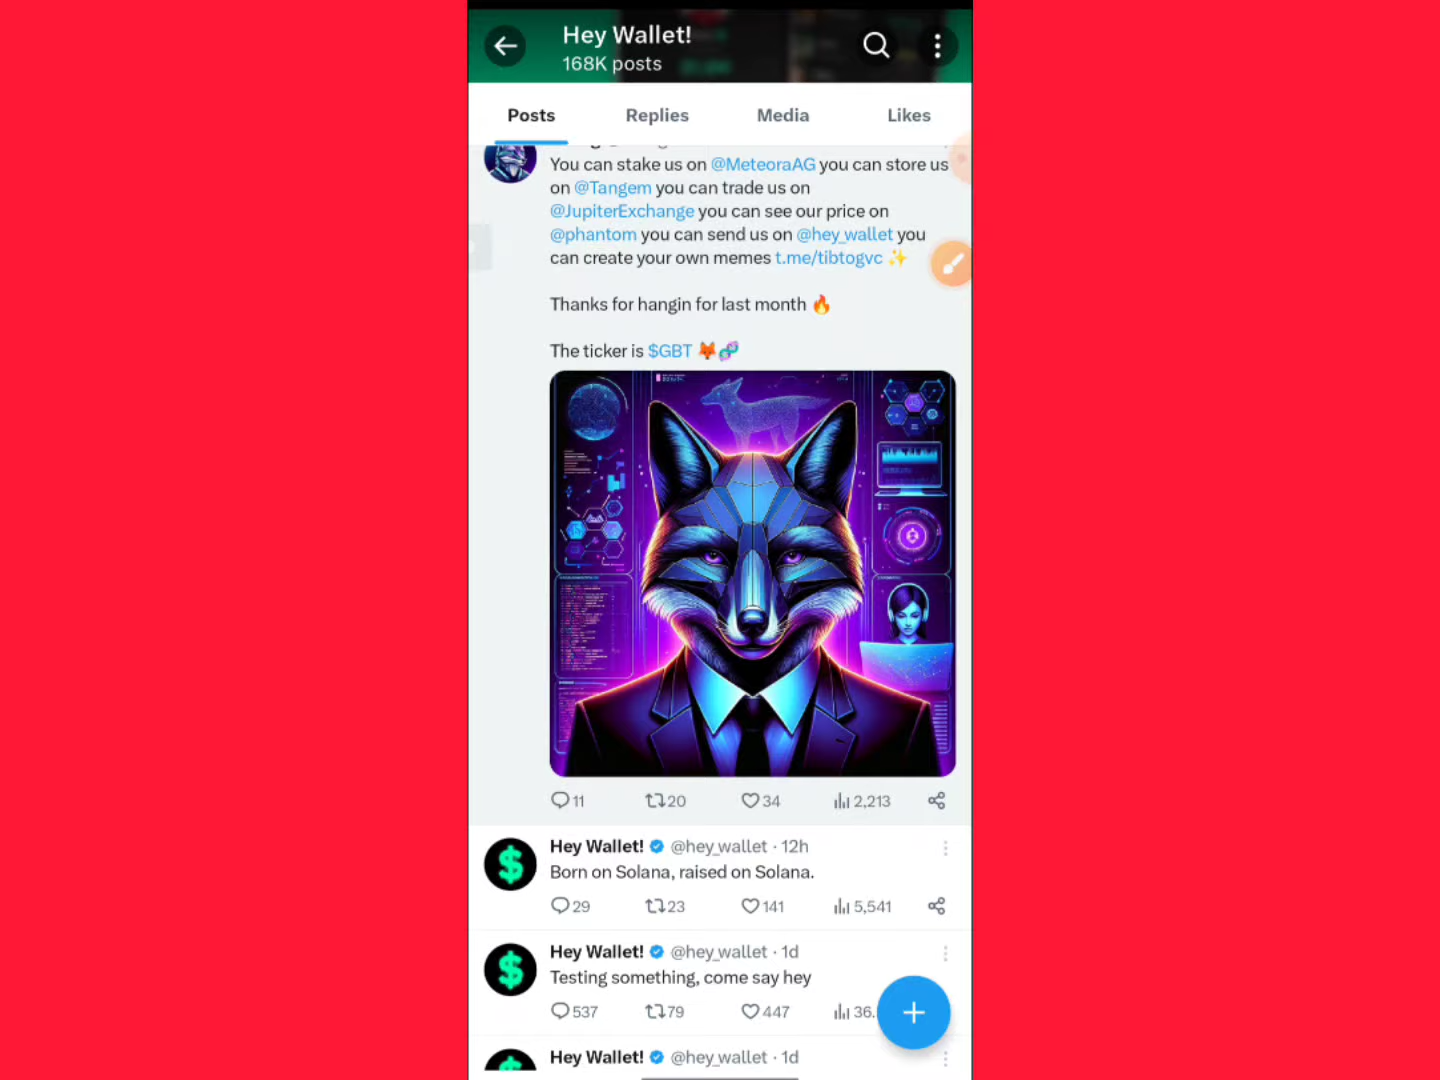 Hey Wallet!
168K posts
Posts Replies Media Likes
You can stake us on @MeteoraAG you can store us
on @Tangem you can trade us on
@JupiterExchange you can see our price on
@phantom you can send us on @hey_wallet you
can create your own memes t.me/tibtogvc ✨
Thanks for hangin for last month 🔥
The ticker is $GBT 🦊🧬
11 20 34 2,213
Hey Wallet! @hey_wallet · 12h
Born on Solana, raised on Solana.
29 23 141 5,541
Hey Wallet! @hey_wallet · 1d
Testing something, come say hey
537 79 447 36.
Hey Wallet! @hey_wallet · 1d